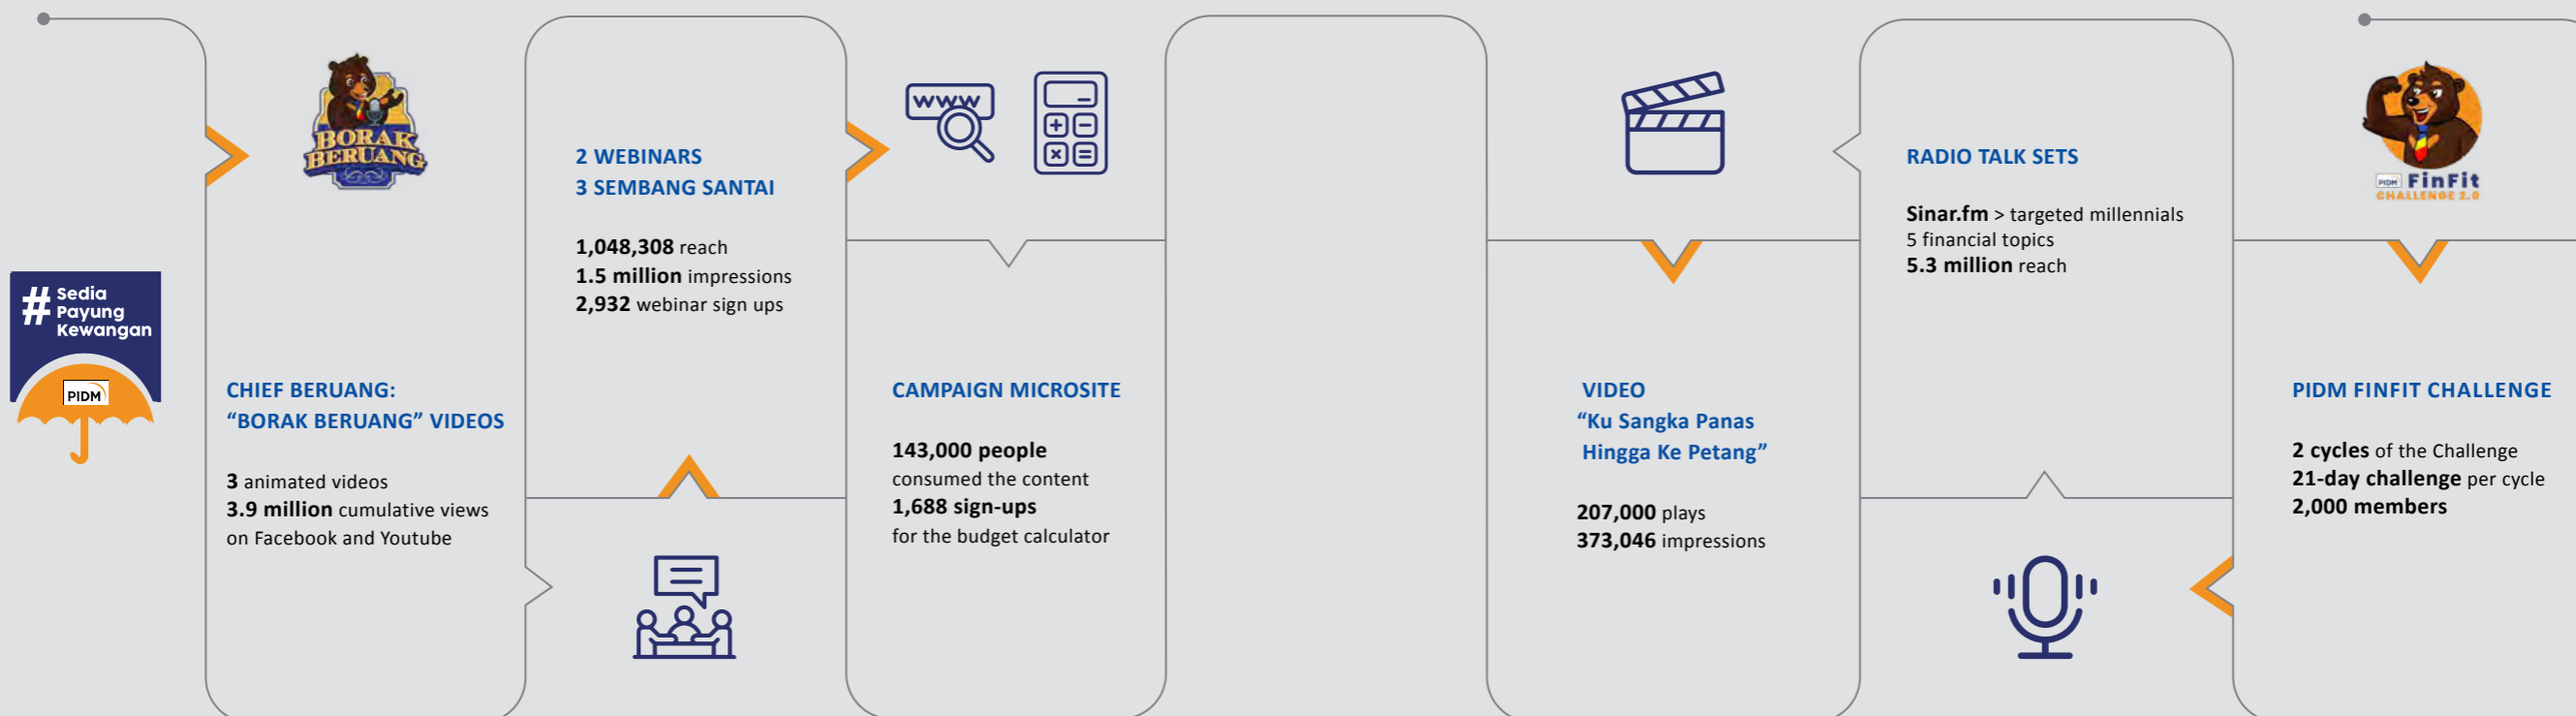 # Sedia
Payung
Kewangan
PIDM
BORAK
BERUANG
CHIEF BERUANG:
“BORAK BERUANG” VIDEOS
3 animated videos
3.9 million cumulative views
on Facebook and Youtube
2 WEBINARS
3 SEMBANG SANTAI
1,048,308 reach
1.5 million impressions
2,932 webinar sign ups
www
CAMPAIGN MICROSITE
143,000 people
consumed the content
1,688 sign-ups
for the budget calculator
VIDEO
“Ku Sangka Panas
Hingga Ke Petang”
207,000 plays
373,046 impressions
RADIO TALK SETS
Sinar.fm > targeted millennials
5 financial topics
5.3 million reach
PIDM FinFit
CHALLENGE 2.0
PIDM FINFIT CHALLENGE
2 cycles of the Challenge
21-day challenge per cycle
2,000 members